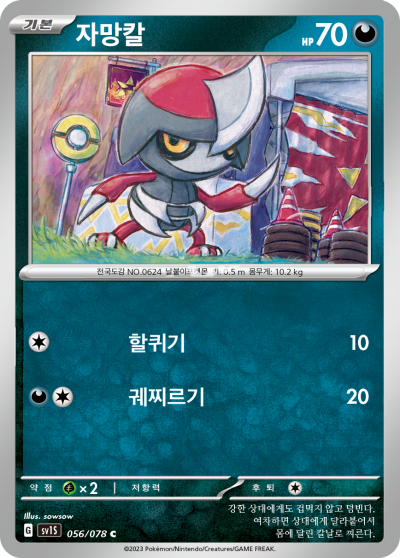 기본
자망칼
HP 70
전국도감 NO.0624 날붙이포켓몬 키: 0.5 m 몸무게: 10.2 kg
할퀴기 10
궤찌르기 20
약점 ×2 저항력 후퇴
Illus. sowsow
강한 상대에게도 겁먹지 않고 덤빈다.
여차하면 상대에게 달라붙어서
몸에 달린 칼날로 찌른다.
G sv1S 056/078 C
©2023 Pokémon/Nintendo/Creatures/GAME FREAK.